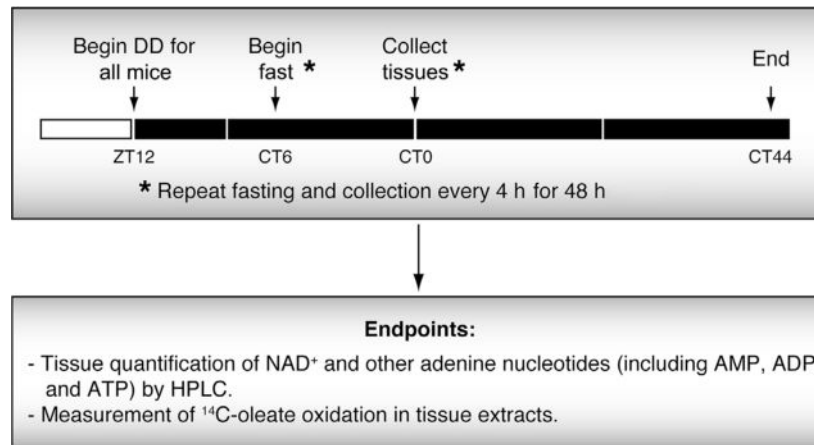 Begin DD for all mice
Begin fast *
Collect tissues *
End
ZT12 CT6 CT0 CT44
* Repeat fasting and collection every 4 h for 48 h
Endpoints:
- Tissue quantification of NAD⁺ and other adenine nucleotides (including AMP, ADP
and ATP) by HPLC.
- Measurement of ¹⁴C-oleate oxidation in tissue extracts.